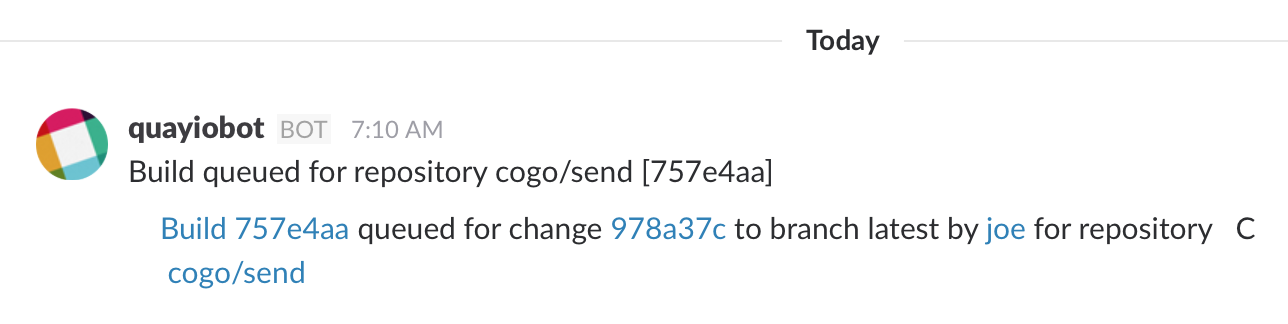 Today
quayiobot BOT 7:10 AM
Build queued for repository cogo/send [757e4aa]
Build 757e4aa queued for change 978a37c to branch latest by joe for repository C
cogo/send